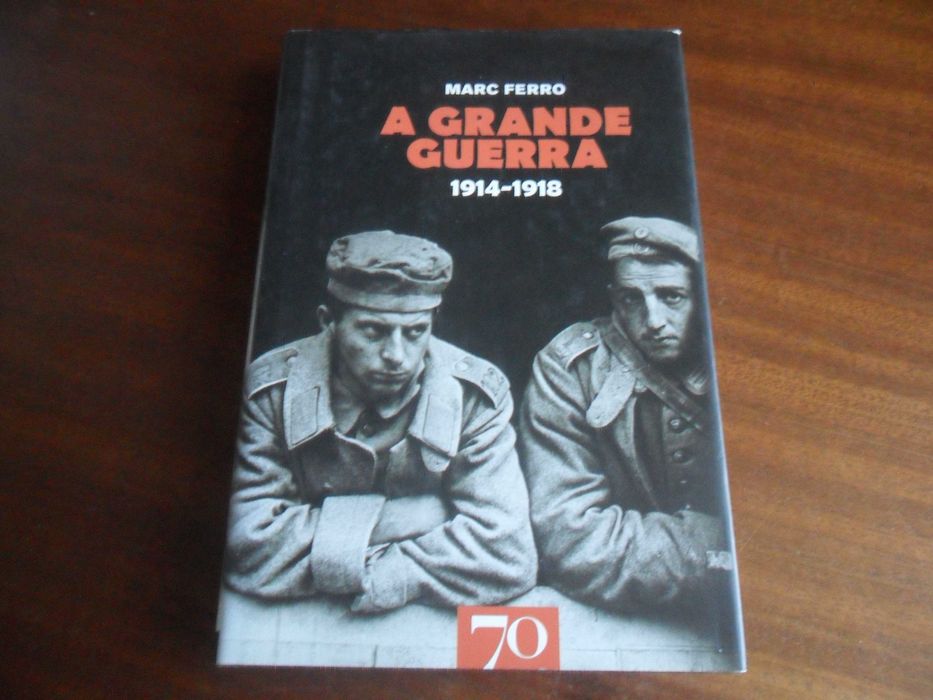 MARC FERRO
A GRANDE
GUERRA
1914-1918
70